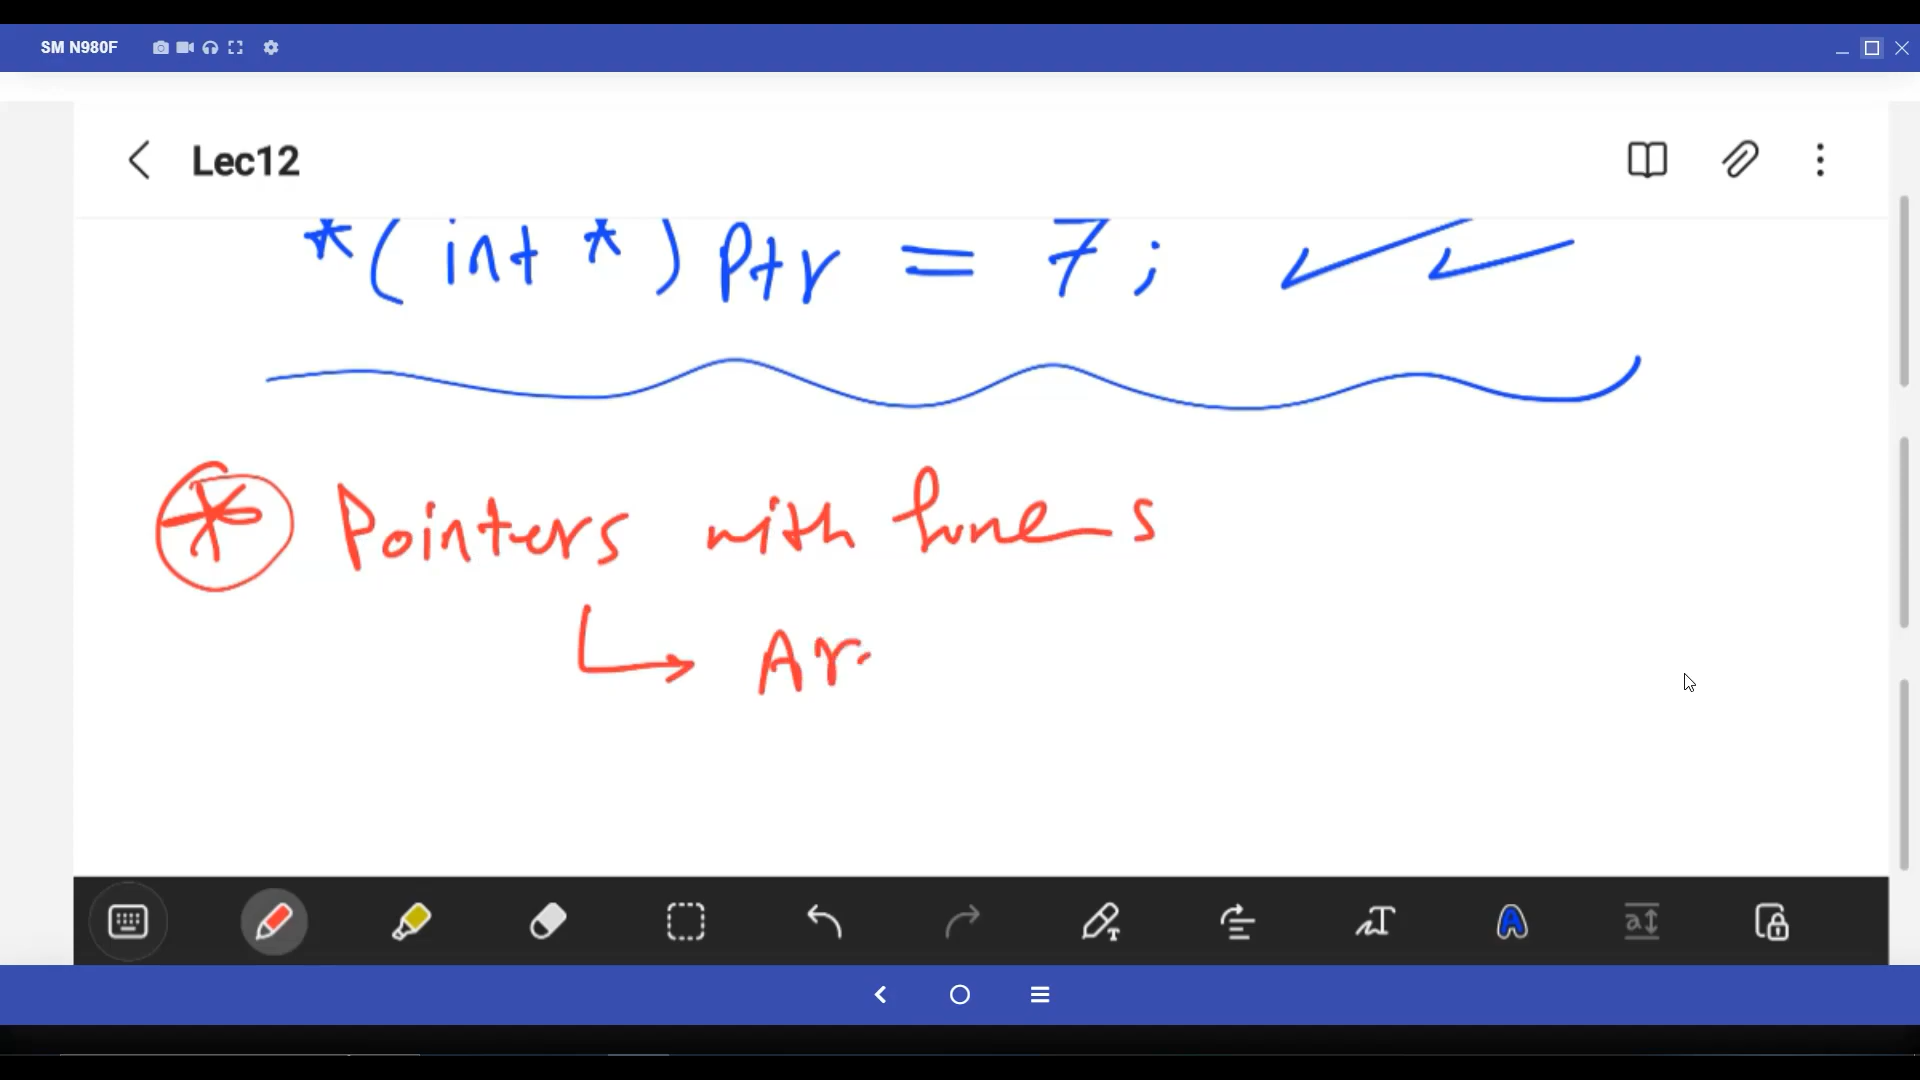 SM N980F
Lec12
*(int *) Ptr = 7;
* Pointers with funcs
Ar